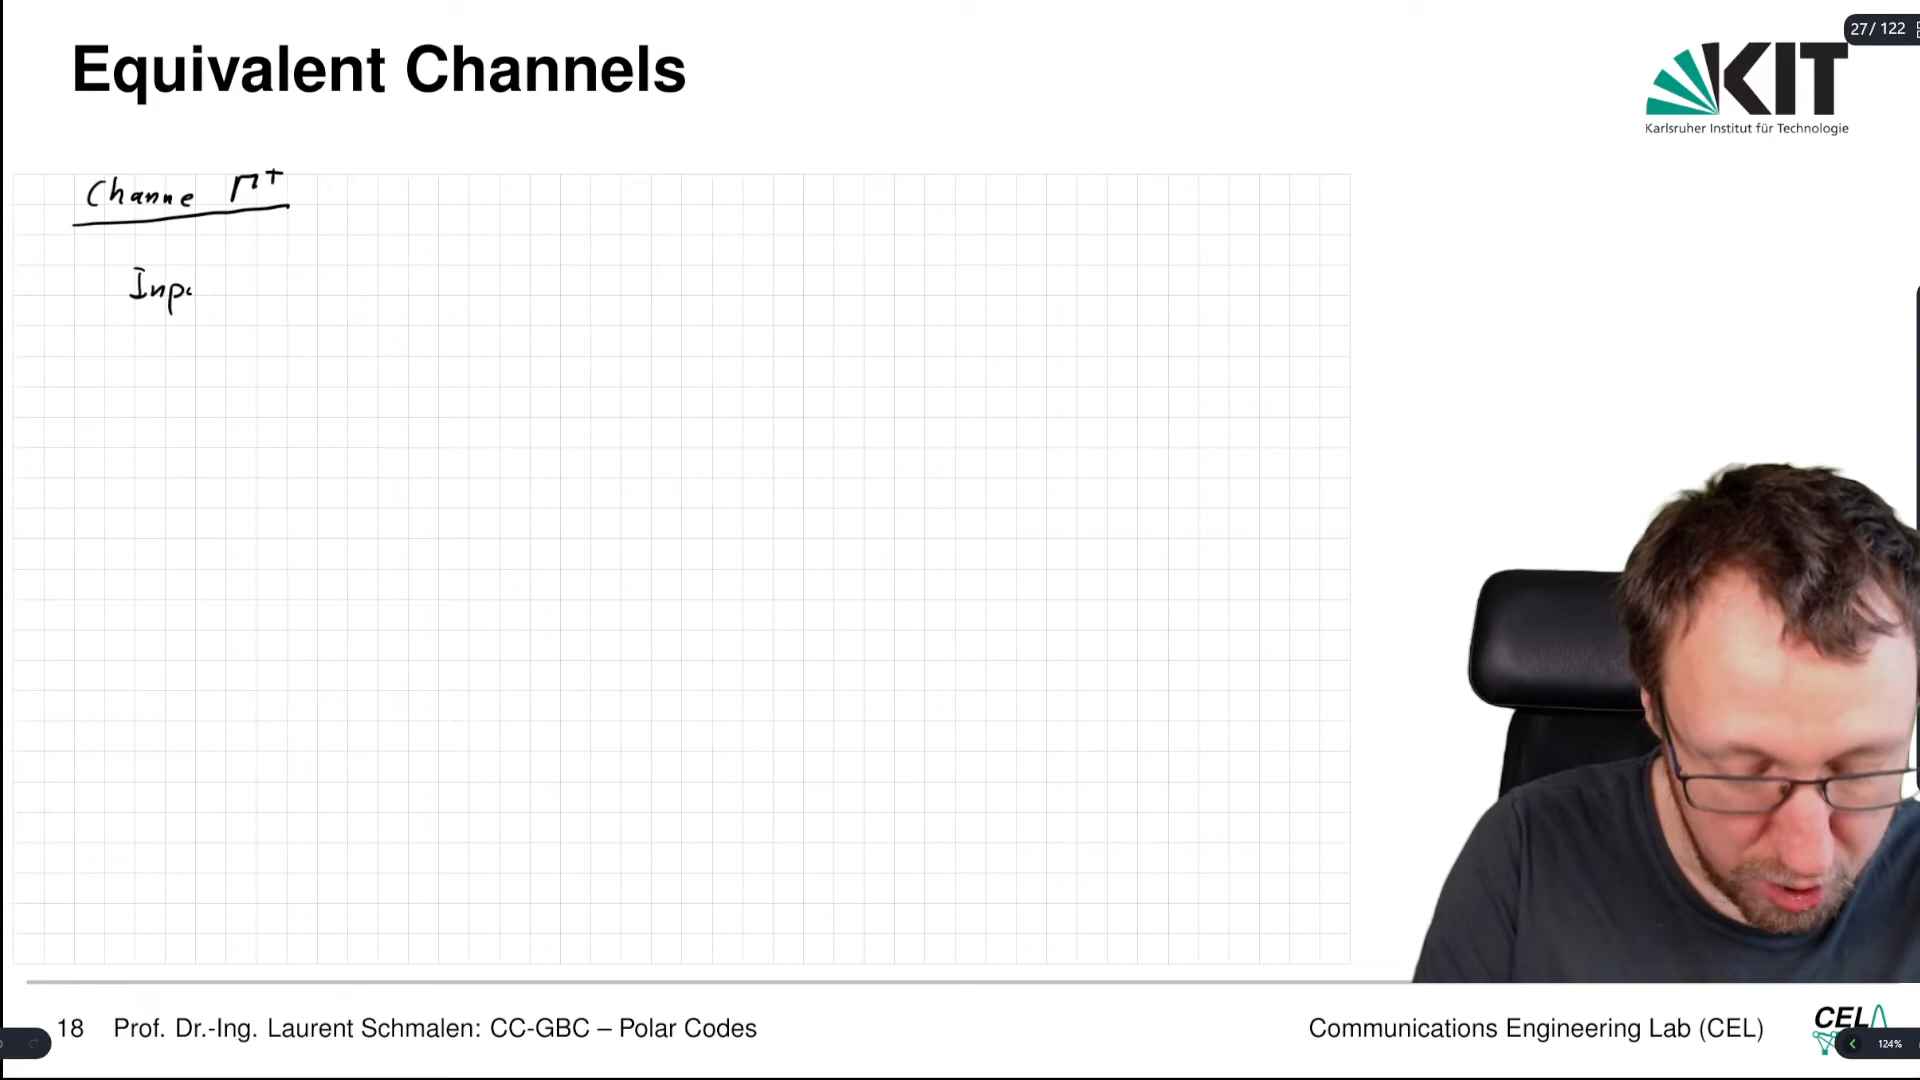 27/ 122
Equivalent Channels
KIT
Karlsruher Institut für Technologie
Channe Γ+
Inpu
18 Prof. Dr.-Ing. Laurent Schmalen: CC-GBC – Polar Codes
Communications Engineering Lab (CEL)
CEL
124%